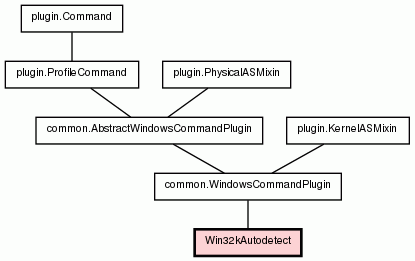 plugin.Command
plugin.ProfileCommand
plugin.PhysicalASMixin
common.AbstractWindowsCommandPlugin
plugin.KernelASMixin
common.WindowsCommandPlugin
Win32kAutodetect